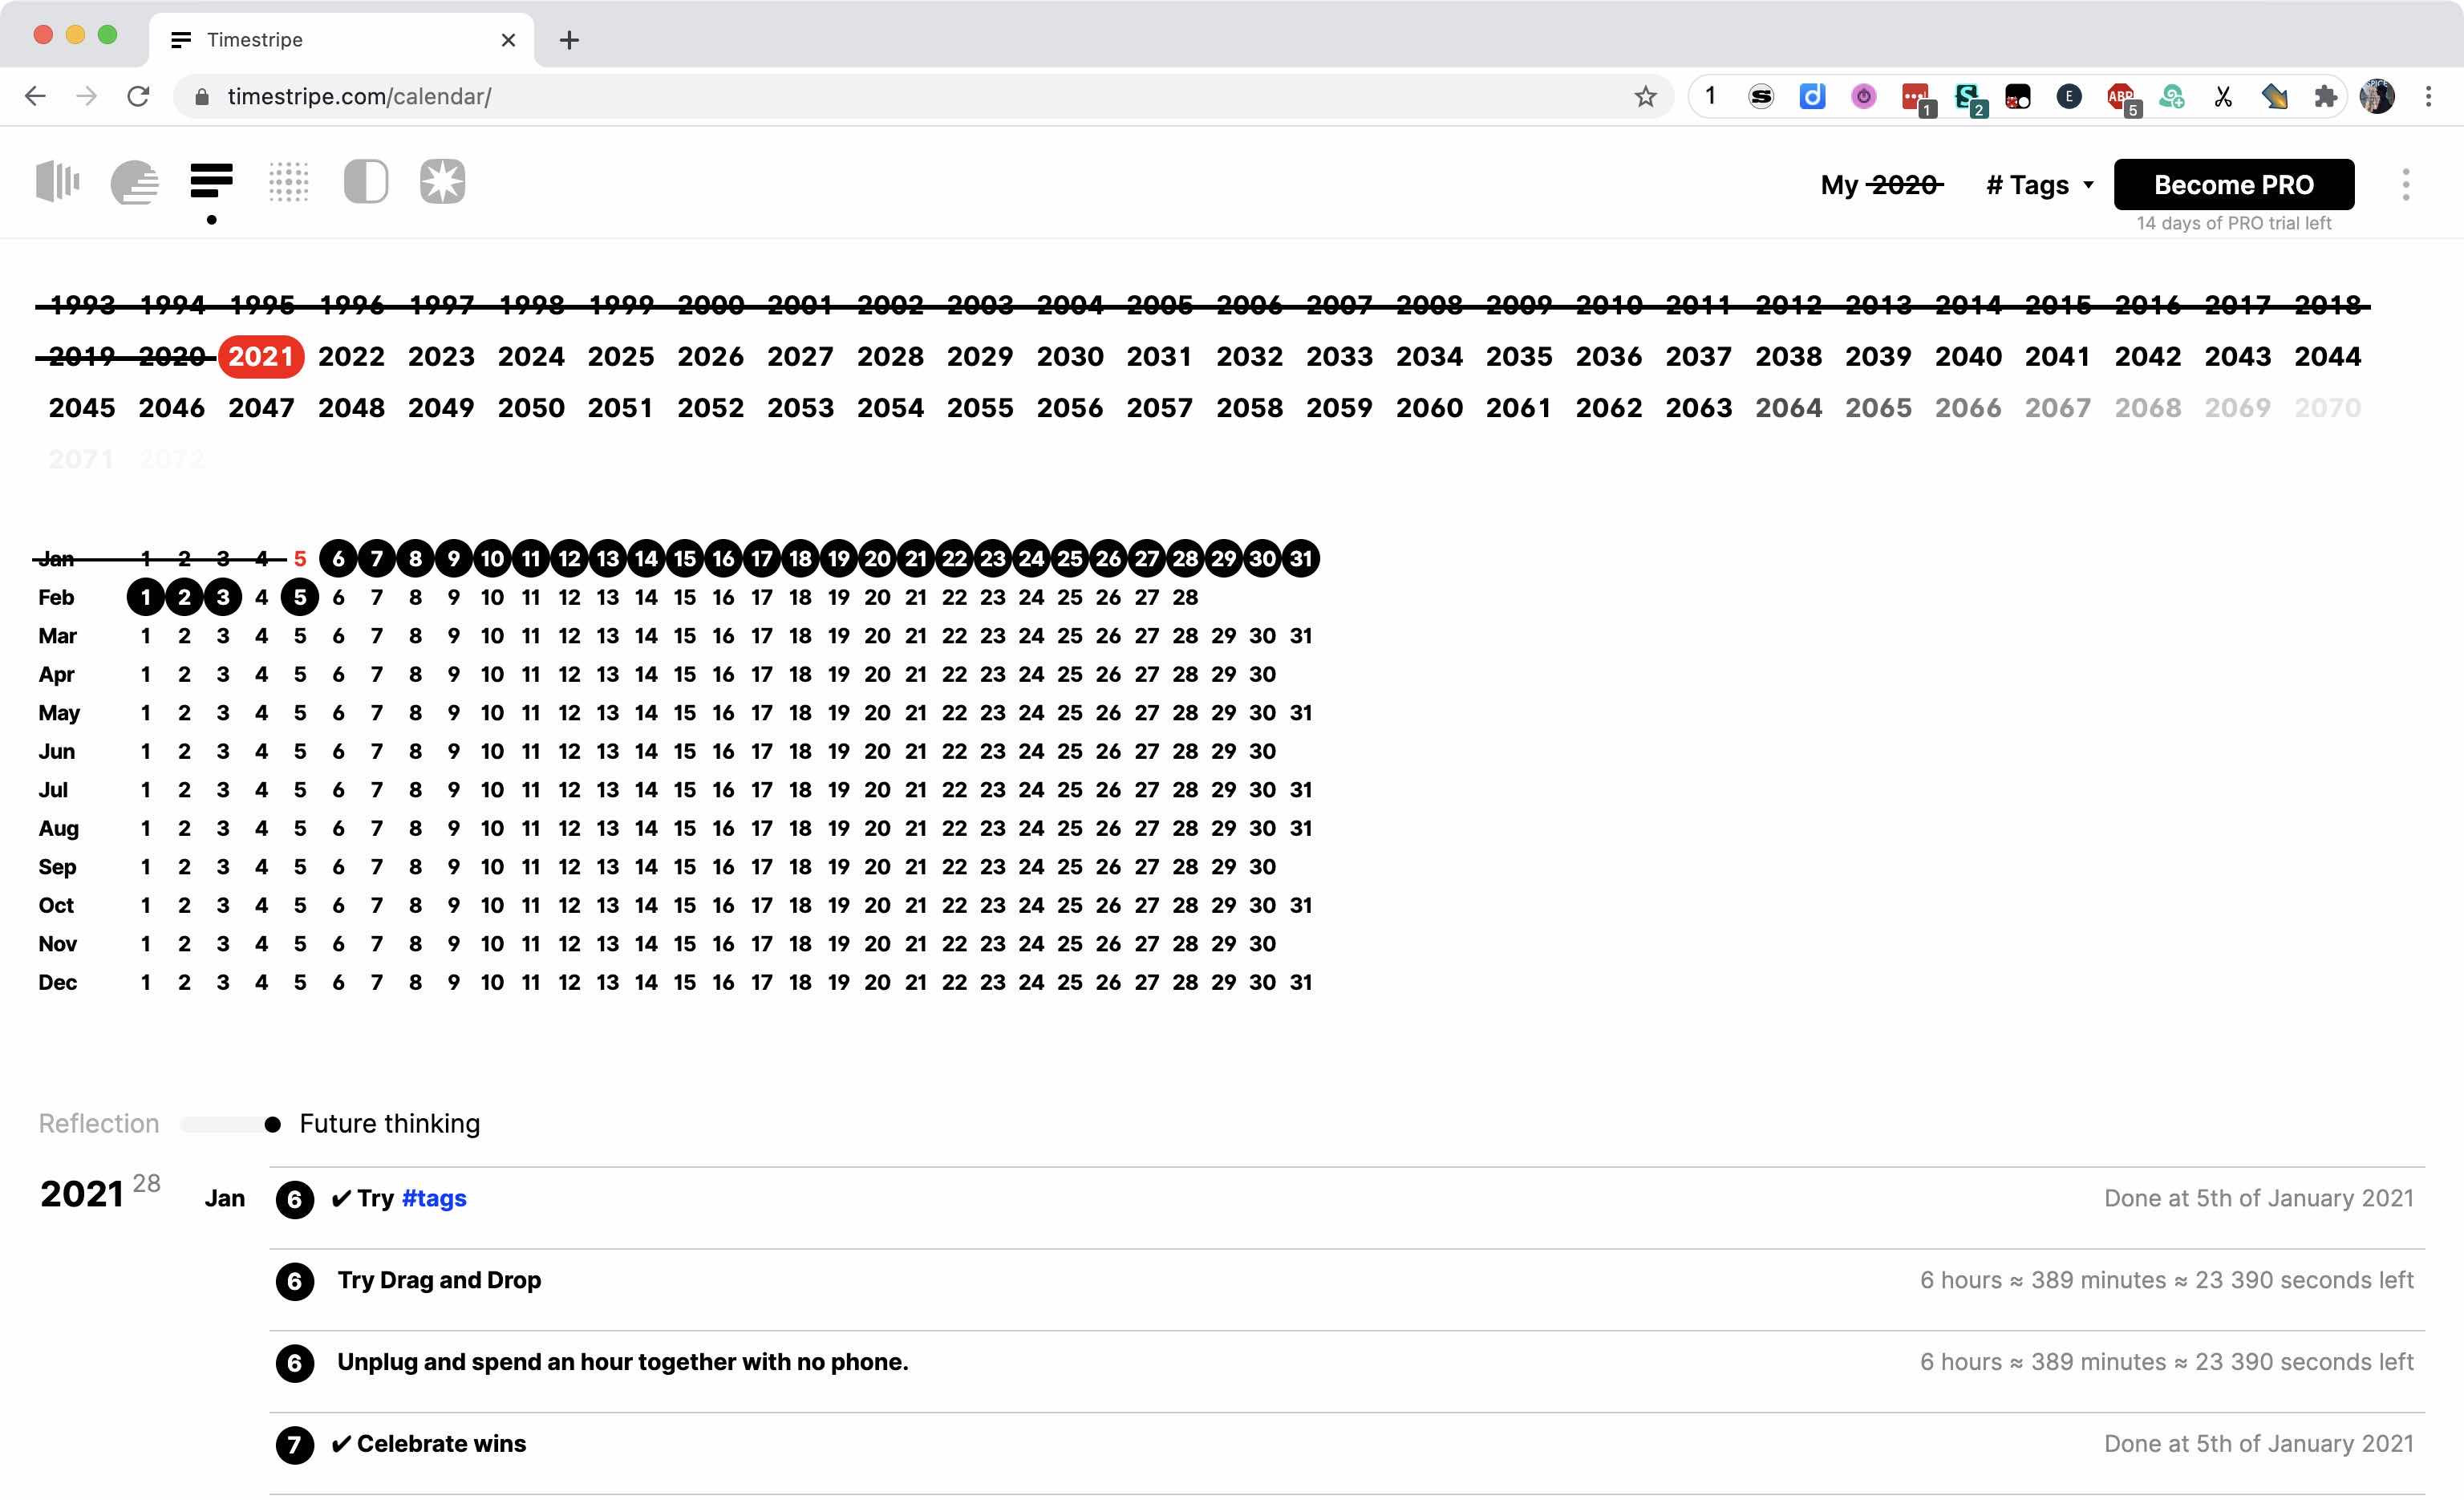 Timestripe
timestripe.com/calendar/
1
1
2
E
ABP
5
My 2020
# Tags
Become PRO
14 days of PRO trial left
1993 1994 1995 1996 1997 1998 1999 2000 2001 2002 2003 2004 2005 2006 2007 2008 2009 2010 2011 2012 2013 2014 2015 2016 2017 2018
2019 2020 2021 2022 2023 2024 2025 2026 2027 2028 2029 2030 2031 2032 2033 2034 2035 2036 2037 2038 2039 2040 2041 2042 2043 2044
2045 2046 2047 2048 2049 2050 2051 2052 2053 2054 2055 2056 2057 2058 2059 2060 2061 2062 2063 2064 2065 2066 2067 2068 2069 2070
2071 2072
Jan 1 2 3 4 5 6 7 8 9 10 11 12 13 14 15 16 17 18 19 20 21 22 23 24 25 26 27 28 29 30 31
Feb 1 2 3 4 5 6 7 8 9 10 11 12 13 14 15 16 17 18 19 20 21 22 23 24 25 26 27 28
Mar 1 2 3 4 5 6 7 8 9 10 11 12 13 14 15 16 17 18 19 20 21 22 23 24 25 26 27 28 29 30 31
Apr 1 2 3 4 5 6 7 8 9 10 11 12 13 14 15 16 17 18 19 20 21 22 23 24 25 26 27 28 29 30
May 1 2 3 4 5 6 7 8 9 10 11 12 13 14 15 16 17 18 19 20 21 22 23 24 25 26 27 28 29 30 31
Jun 1 2 3 4 5 6 7 8 9 10 11 12 13 14 15 16 17 18 19 20 21 22 23 24 25 26 27 28 29 30
Jul 1 2 3 4 5 6 7 8 9 10 11 12 13 14 15 16 17 18 19 20 21 22 23 24 25 26 27 28 29 30 31
Aug 1 2 3 4 5 6 7 8 9 10 11 12 13 14 15 16 17 18 19 20 21 22 23 24 25 26 27 28 29 30 31
Sep 1 2 3 4 5 6 7 8 9 10 11 12 13 14 15 16 17 18 19 20 21 22 23 24 25 26 27 28 29 30
Oct 1 2 3 4 5 6 7 8 9 10 11 12 13 14 15 16 17 18 19 20 21 22 23 24 25 26 27 28 29 30 31
Nov 1 2 3 4 5 6 7 8 9 10 11 12 13 14 15 16 17 18 19 20 21 22 23 24 25 26 27 28 29 30
Dec 1 2 3 4 5 6 7 8 9 10 11 12 13 14 15 16 17 18 19 20 21 22 23 24 25 26 27 28 29 30 31
Reflection Future thinking
2021 28 Jan 6 ✔ Try #tags Done at 5th of January 2021
6 Try Drag and Drop 6 hours ≈ 389 minutes ≈ 23 390 seconds left
6 Unplug and spend an hour together with no phone. 6 hours ≈ 389 minutes ≈ 23 390 seconds left
7 ✔ Celebrate wins Done at 5th of January 2021